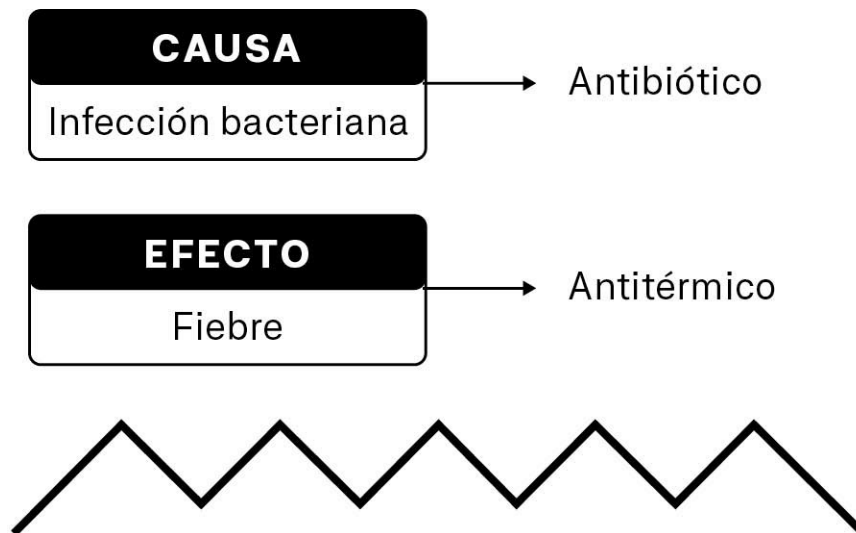 CAUSA
Infección bacteriana
Antibiótico
EFECTO
Fiebre
Antitérmico